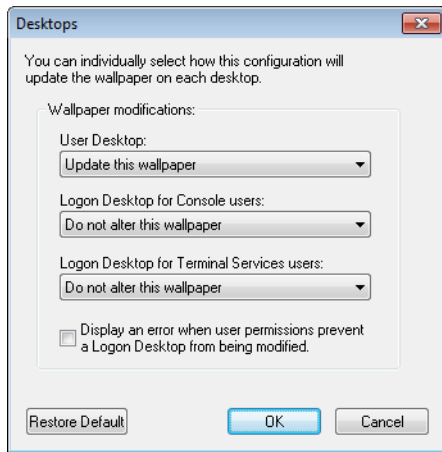 Desktops
You can individually select how this configuration will
update the wallpaper on each desktop.
Wallpaper modifications:
User Desktop:
Update this wallpaper
Logon Desktop for Console users:
Do not alter this wallpaper
Logon Desktop for Terminal Services users:
Do not alter this wallpaper
Display an error when user permissions prevent
a Logon Desktop from being modified.
Restore Default OK Cancel